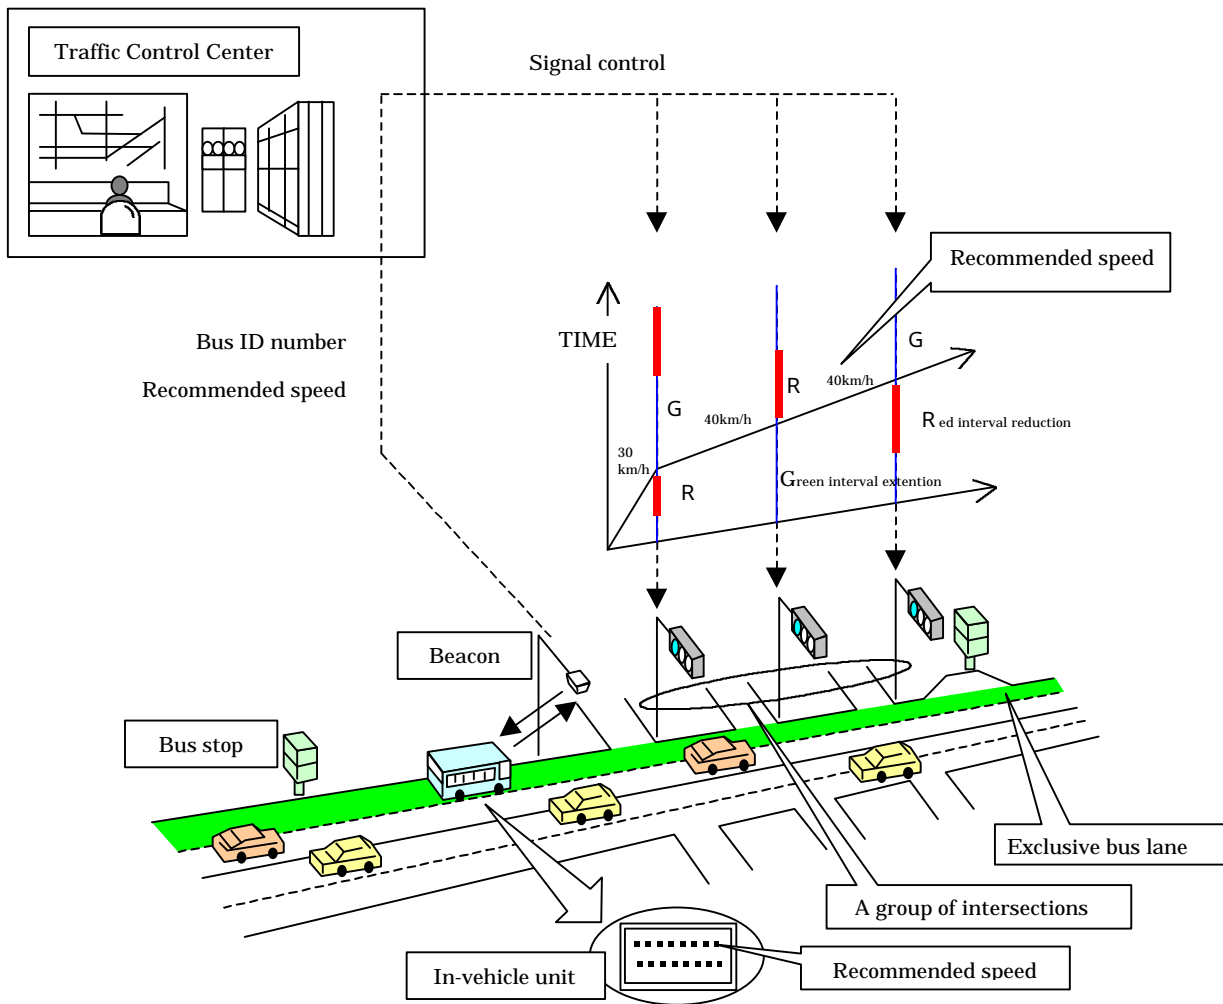 Traffic Control Center
Signal control
Recommended speed
Bus ID number
Recommended speed
TIME
G
R
40km/h
G
40km/h
R ed interval reduction
30
km/h
R
Green interval extention
Beacon
Bus stop
Exclusive bus lane
A group of intersections
In-vehicle unit
Recommended speed